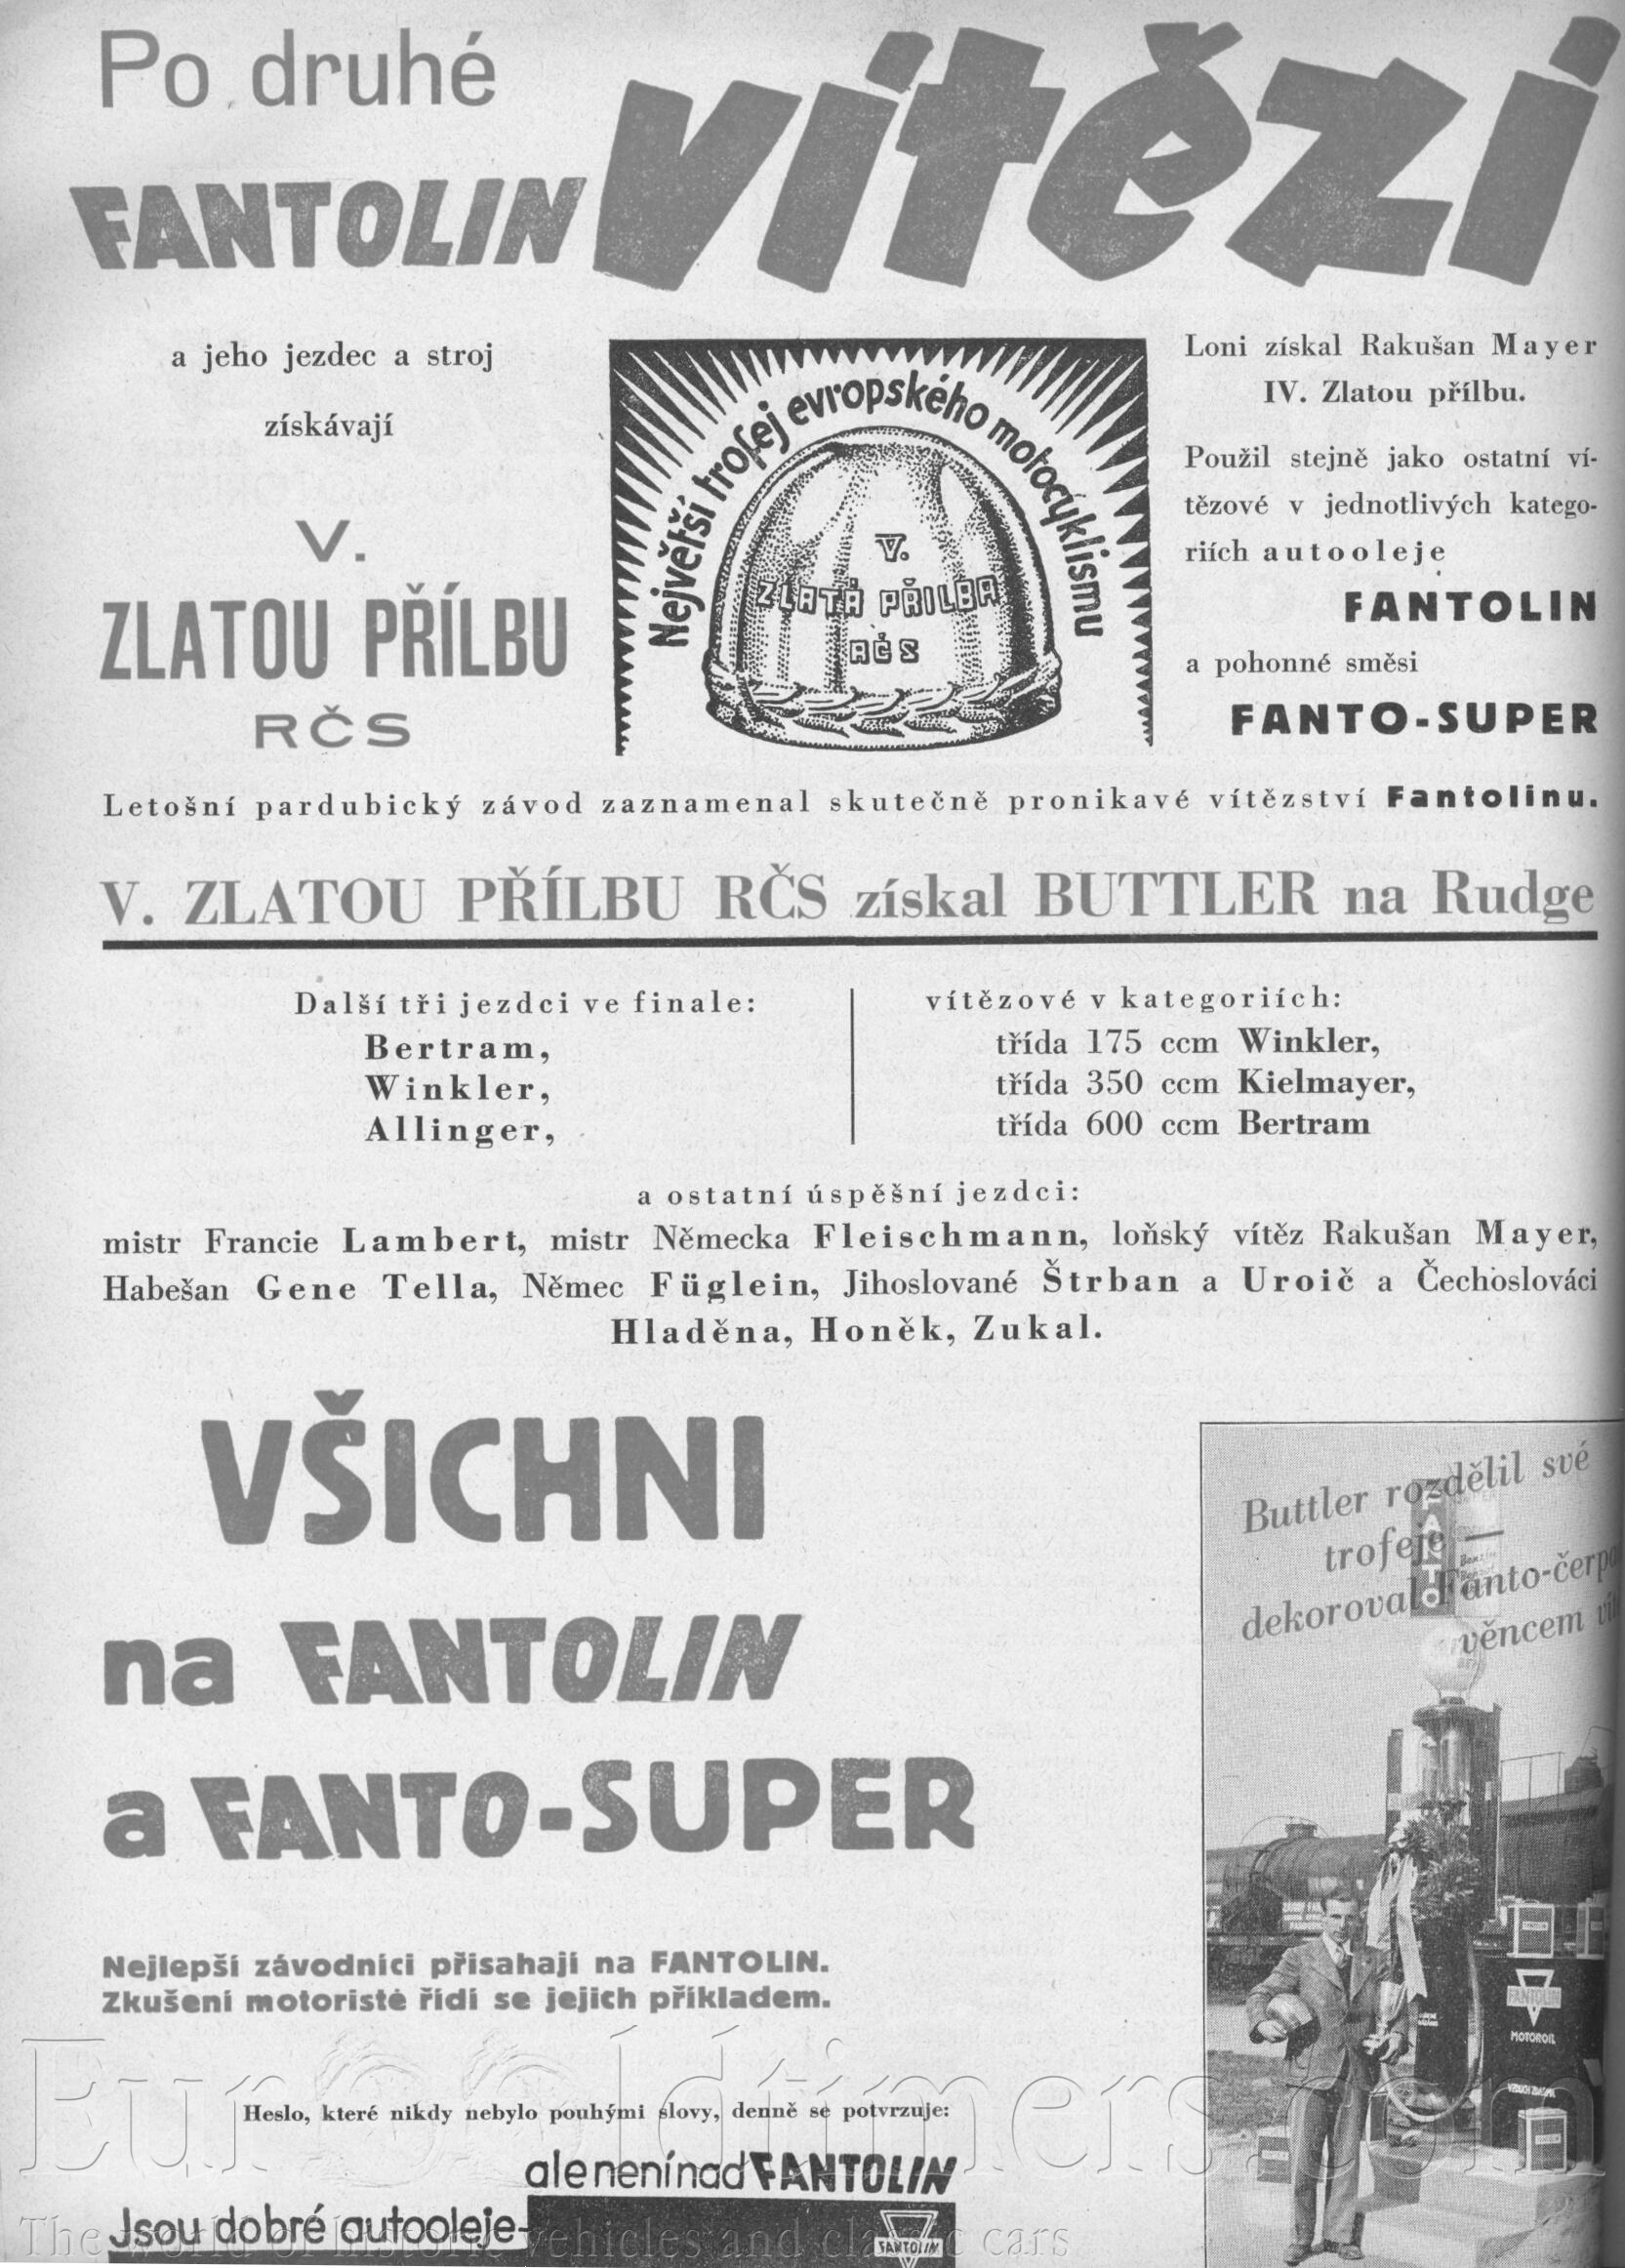 Po druhé
FANTOLIN vítězí
a jeho jezdec a stroj
získávají
V.
ZLATOU PŘÍLBU
RČS
Největší trofej evropského motocyklismu
V.
ZLATÁ PŘILBA
RČS
Loni získal Rakušan Mayer
IV. Zlatou přílbu.
Použil stejně jako ostatní ví-
tězové v jednotlivých katego-
riích autooleje
FANTOLIN
a pohonné směsi
FANTO-SUPER
Letošní pardubický závod zaznamenal skutečně pronikavé vítězství Fantolinu.
V. ZLATOU PŘÍLBU RČS získal BUTTLER na Rudge
Další tři jezdci ve finale:
Bertram,
Winkler,
Allinger,
vítězové v kategoriích:
třída 175 ccm Winkler,
třída 350 ccm Kielmayer,
třída 600 ccm Bertram
a ostatní úspěšní jezdci:
mistr Francie Lambert, mistr Německa Fleischmann, loňský vítěz Rakušan Mayer,
Habešan Gene Tella, Němec Füglein, Jihoslované Štrban a Uroič a Čechoslováci
Hladěna, Honěk, Zukal.
VŠICHNI
na FANTOLIN
a FANTO-SUPER
Buttler rozdělil své
trofeje —
dekoroval Fanto-čerpa
věncem ví
FANTO
FANTOLIN
MOTOROIL
Nejlepší závodníci přisahají na FANTOLIN.
Zkušení motoristé řídí se jejich příkladem.
Heslo, které nikdy nebylo pouhými slovy, denně se potvrzuje:
ale není nad FANTOLIN
Jsou dobré autooleje-
FANTOLIN
EuroOldtimers.com
The world of historic vehicles and classic cars